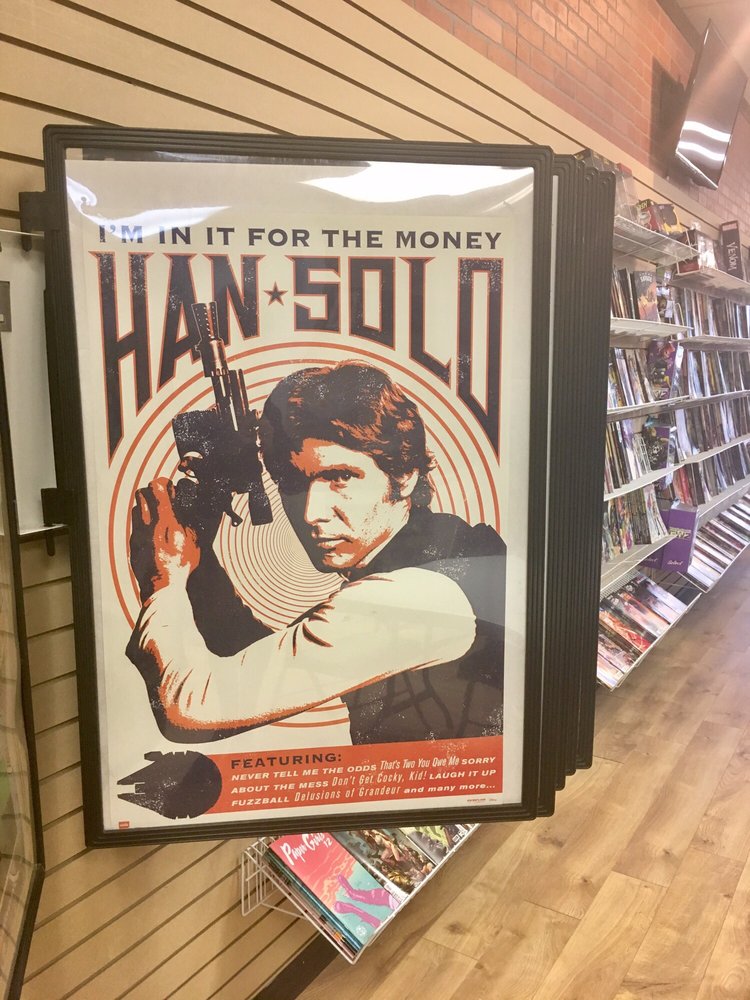 I'M IN IT FOR THE MONEY
HAN★SOLO
FEATURING:
NEVER TELL ME THE ODDS That's Two You Owe Me SORRY
ABOUT THE MESS Don't Get Cocky, Kid! LAUGH IT UP
FUZZBALL Delusions of Grandeur and many more...
VENOM
Paper Girls
12